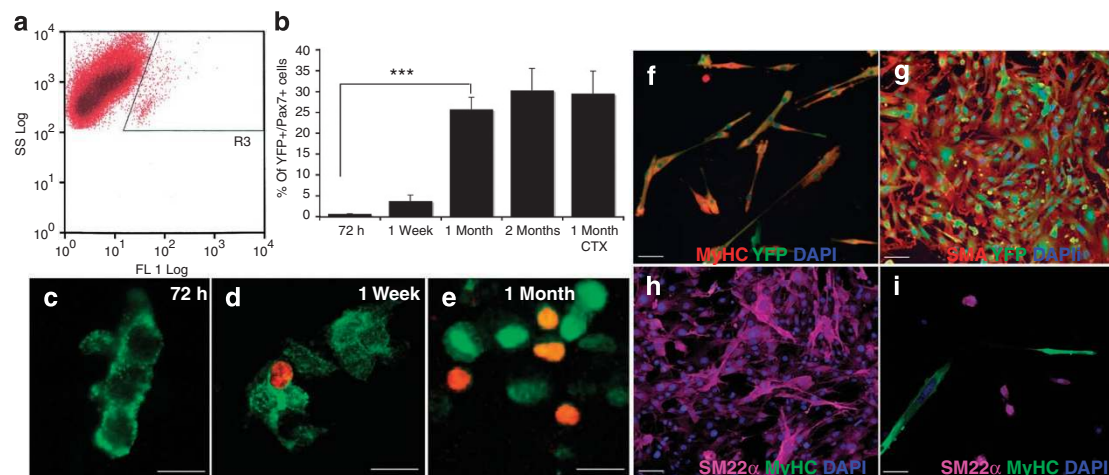 a
10⁴
10³
10²
10¹
10⁰
SS Log
R3
10⁰ 10¹ 10² 10³ 10⁴
FL 1 Log
b
40
35
30
25
20
15
10
5
0
% Of YFP+/Pax7+ cells
***
72 h 1 Week 1 Month 2 Months 1 Month CTX
c 72 h
d 1 Week
e 1 Month
f
MyHC YFP DAPI
g
SMA YFP DAPI
h
SM22α MyHC DAPI
i
SM22α MyHC DAPI